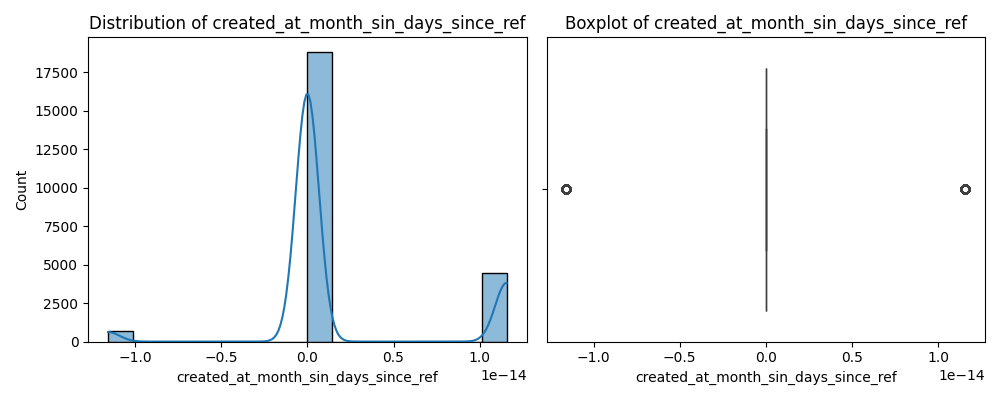 Distribution of created_at_month_sin_days_since_ref
Count
17500
15000
12500
10000
7500
5000
2500
0
−1.0 −0.5 0.0 0.5 1.0
1e−14
created_at_month_sin_days_since_ref
Boxplot of created_at_month_sin_days_since_ref
−1.0 −0.5 0.0 0.5 1.0
1e−14
created_at_month_sin_days_since_ref